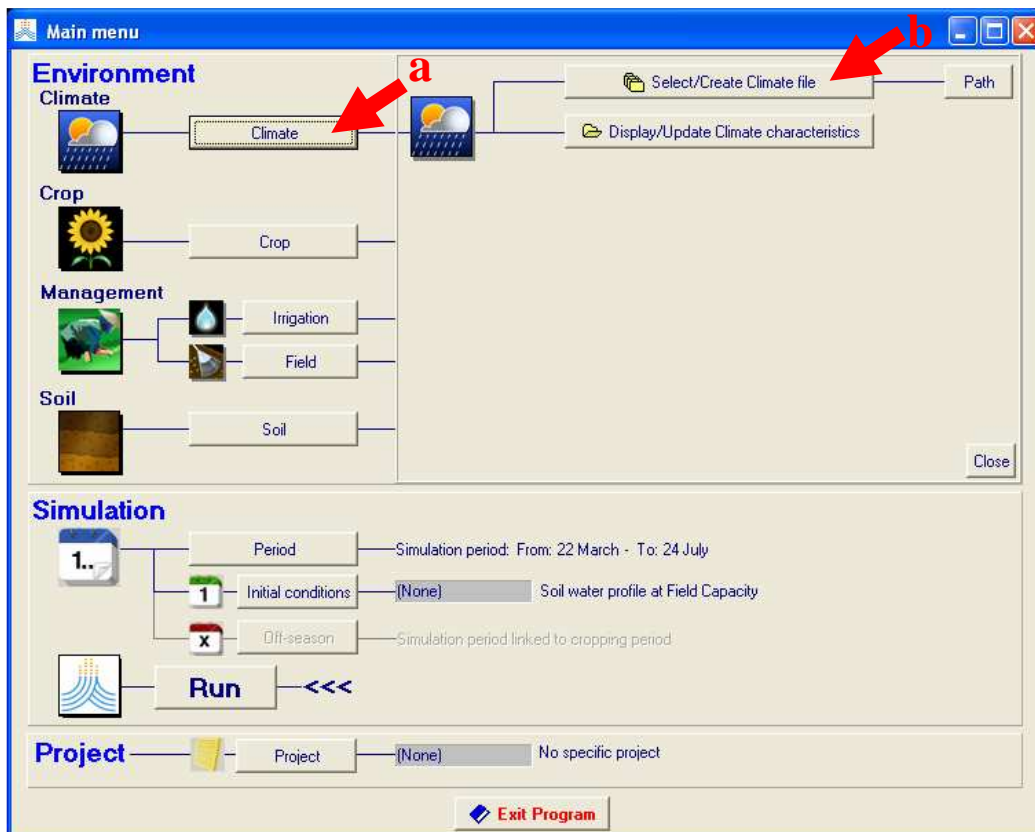 Main menu
Environment
a
b
Climate
Climate
Select/Create Climate file
Path
Display/Update Climate characteristics
Crop
Crop
Management
Irrigation
Field
Soil
Soil
Close
Simulation
1..
Period
Simulation period: From: 22 March - To: 24 July
1
Initial conditions
(None)
Soil water profile at Field Capacity
x
Off-season
Simulation period linked to cropping period
Run
<<<
Project
Project
(None)
No specific project
Exit Program